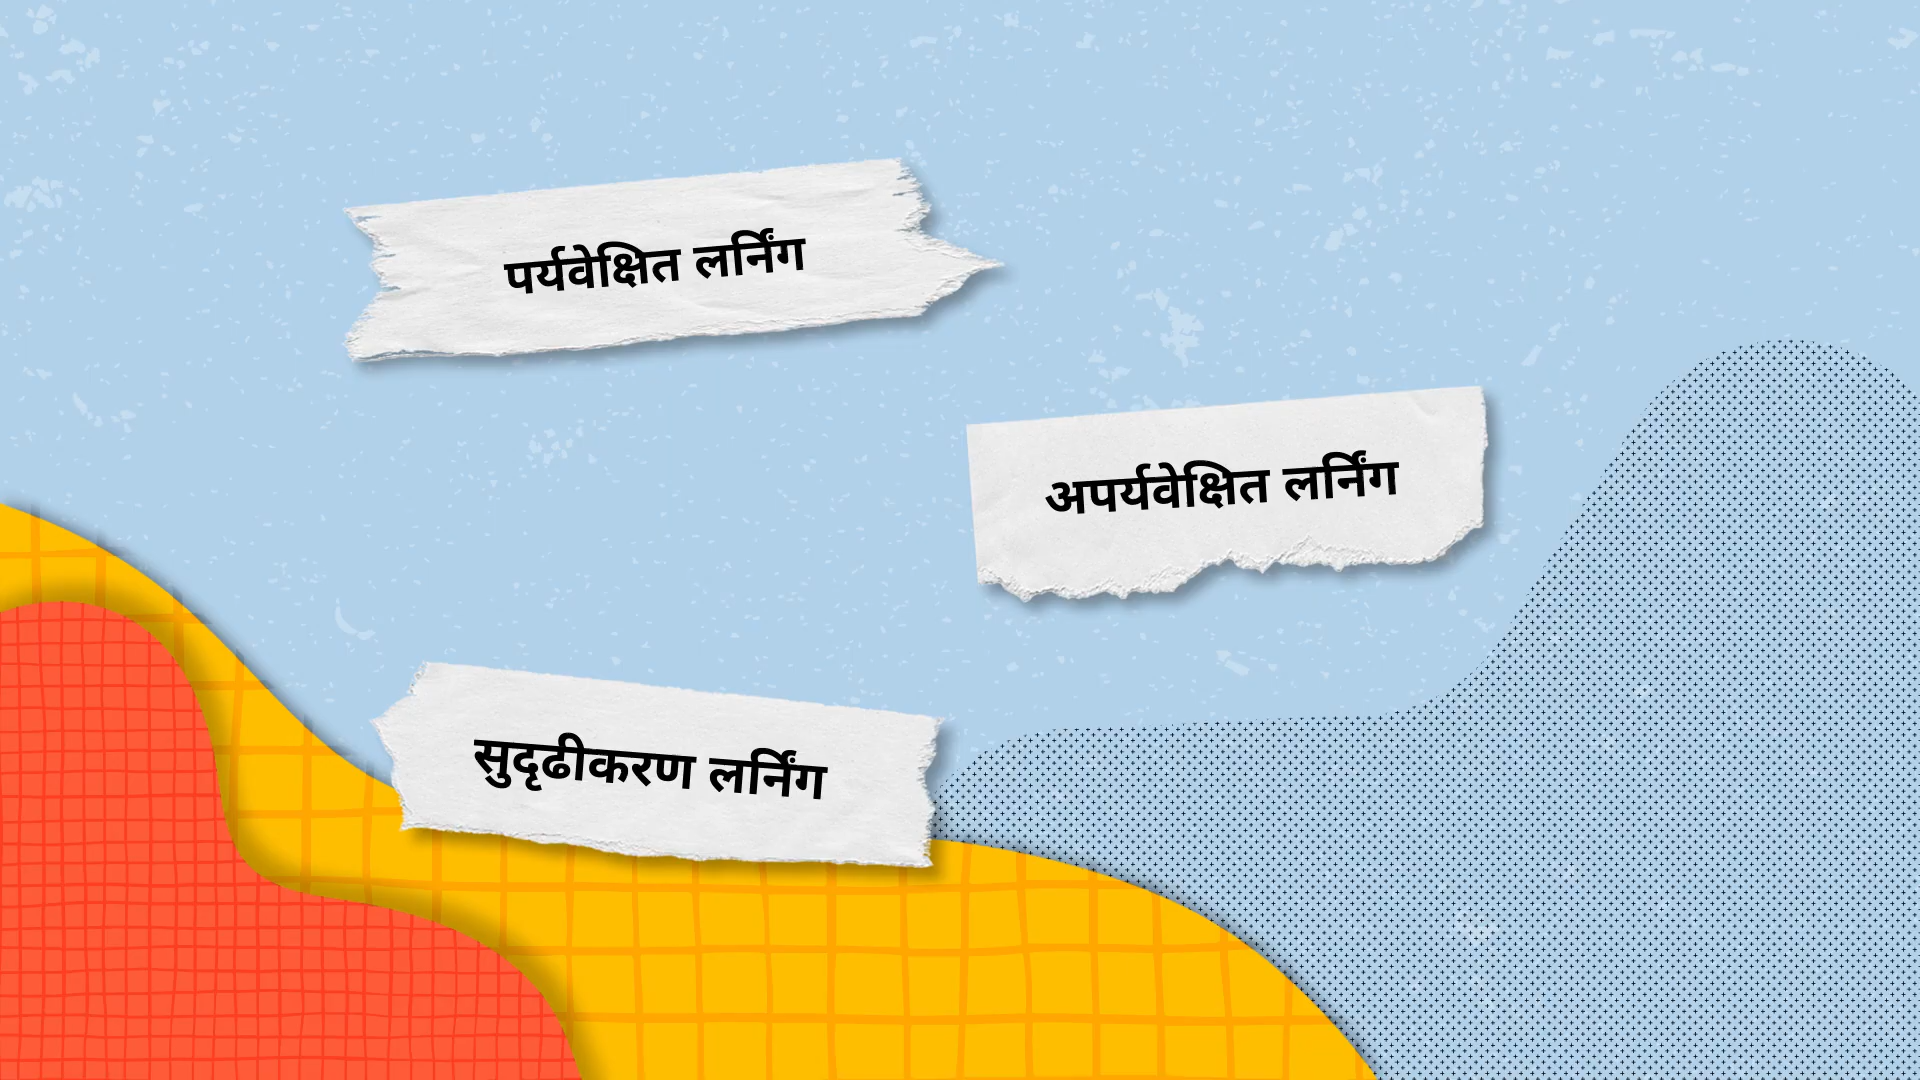 पर्यवेक्षित लर्निंग
अपर्यवेक्षित लर्निंग
सुदृढीकरण लर्निंग